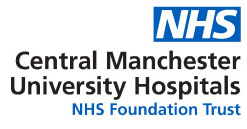 NHS
Central Manchester
University Hospitals
NHS Foundation Trust